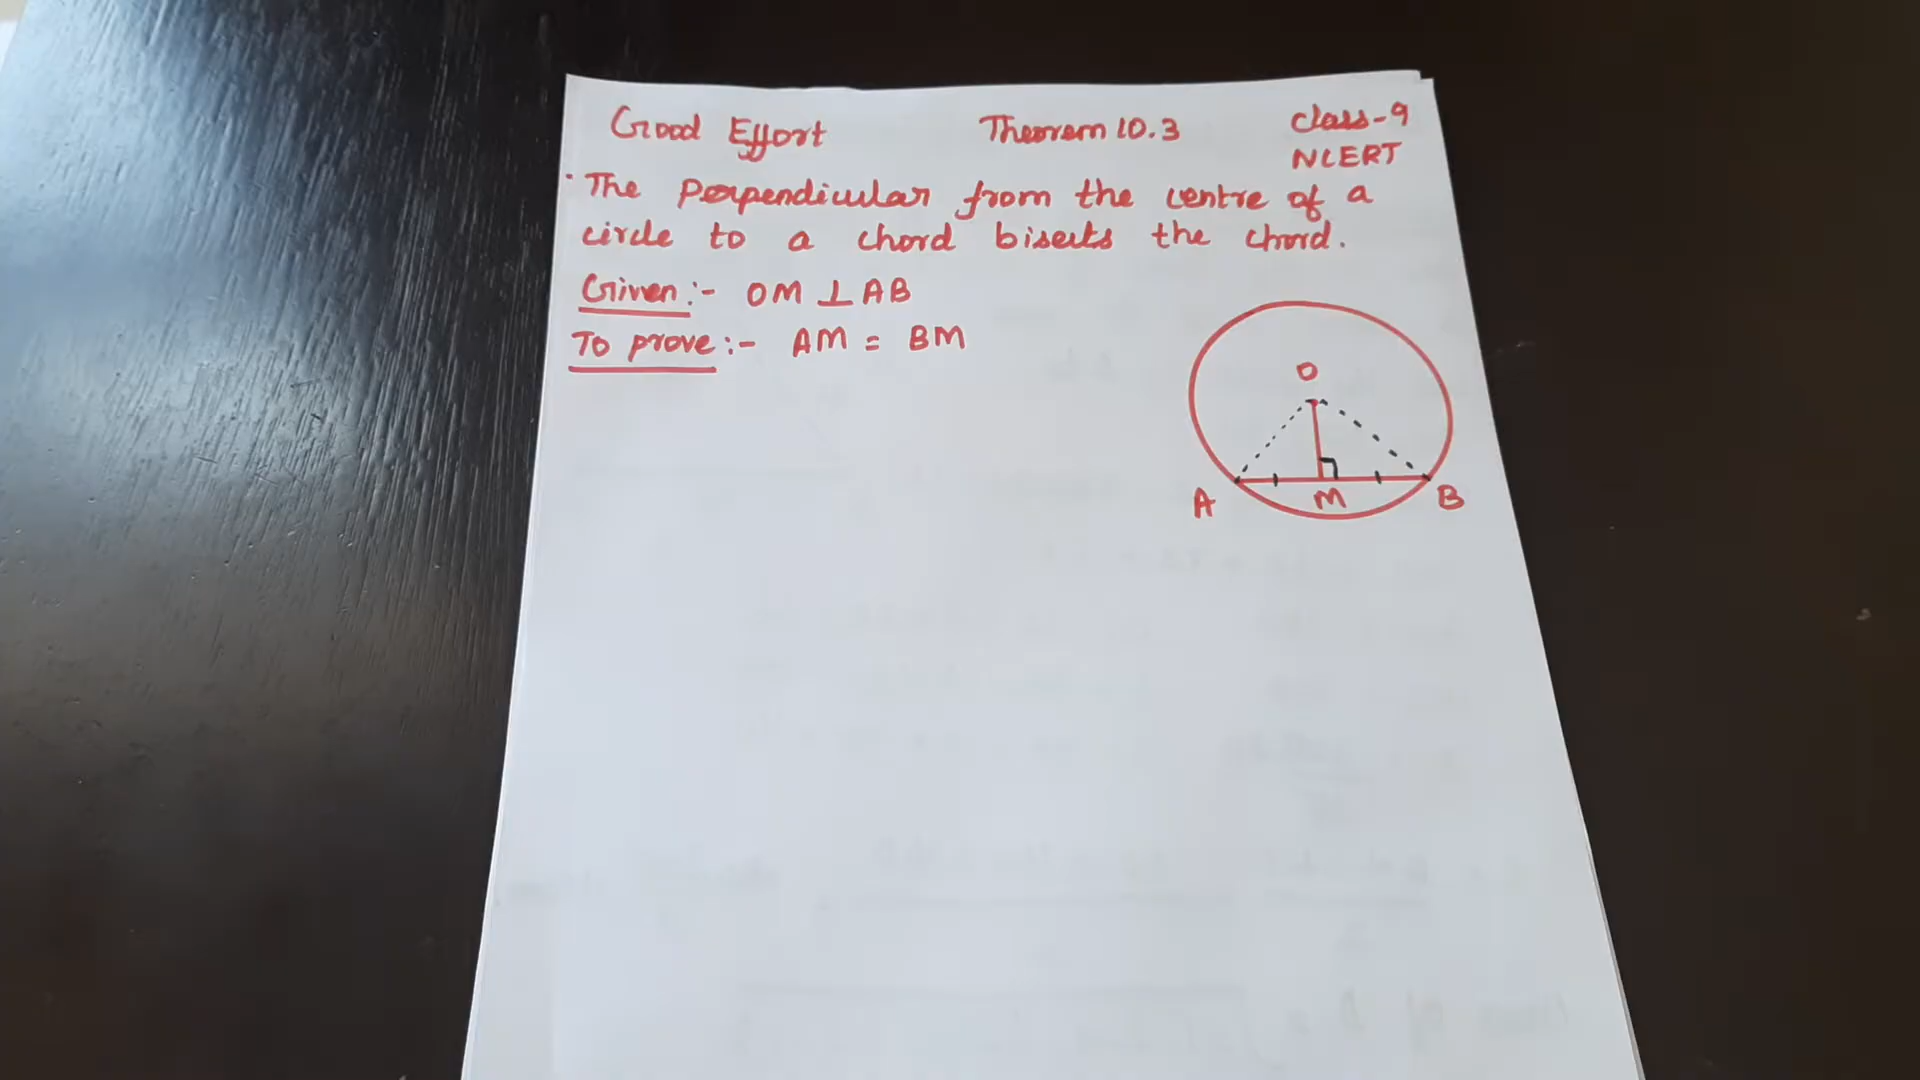 Good Effort Theorem 10.3 Class-9
NCERT
The Perpendicular from the centre of a
circle to a chord bisects the chord.
Given:- OM ⊥ AB
To prove:- AM = BM
O
A M B